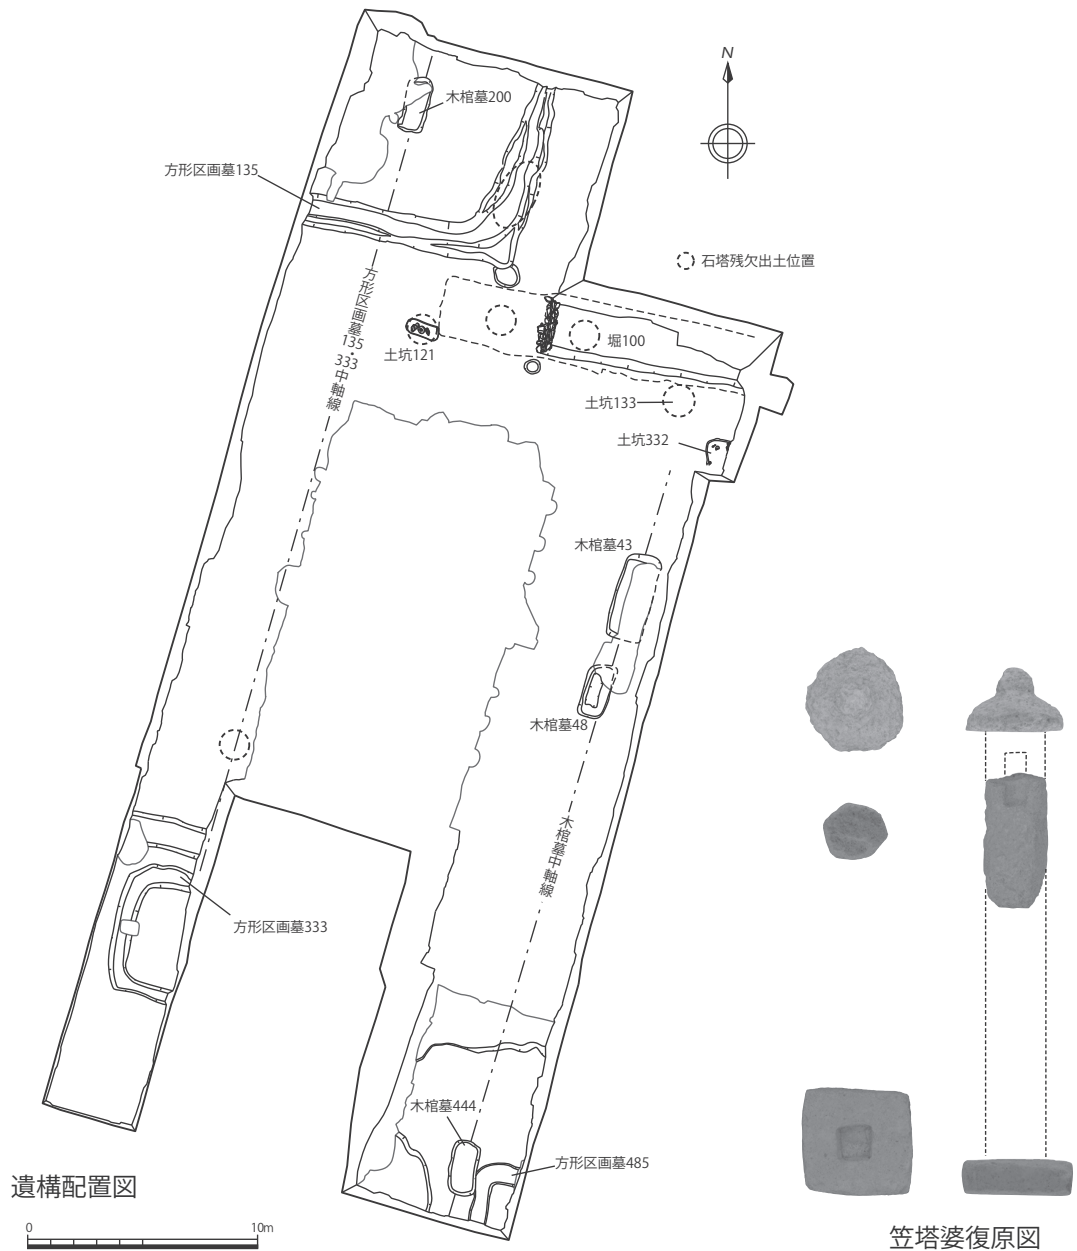 N
木棺墓200
方形区画墓135
石塔残欠出土位置
方形区画墓135・333中軸線
堀100
土坑121
土坑133
土坑332
木棺墓43
木棺墓48
木棺墓中軸線
方形区画墓333
木棺墓444
方形区画墓485
遺構配置図
0 10m
笠塔婆復原図